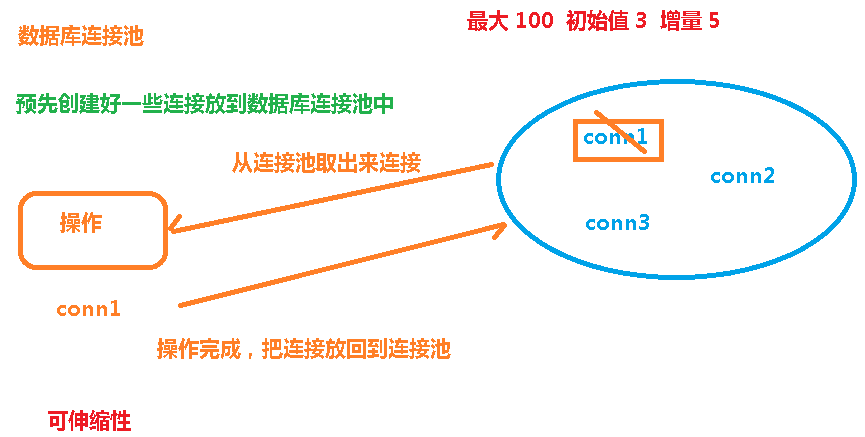 最大 100 初始值 3 增量 5
数据库连接池
预先创建好一些连接放到数据库连接池中
conn1
从连接池取出来连接
conn2
操作
conn3
conn1
操作完成，把连接放回到连接池
可伸缩性